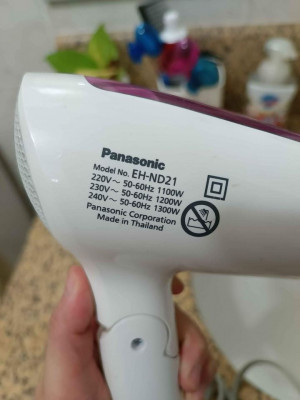 Panasonic
Model No. EH-ND21
220V~ 50-60Hz 1100W
230V~ 50-60Hz 1200W
240V~ 50-60Hz 1300W
Panasonic Corporation
Made in Thailand